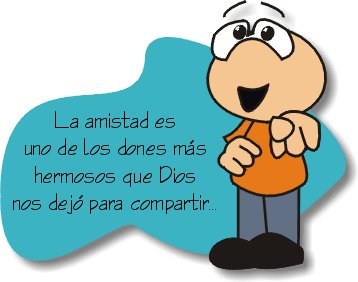 La amistad es
uno de los dones más
hermosos que Dios
nos dejó para compartir...